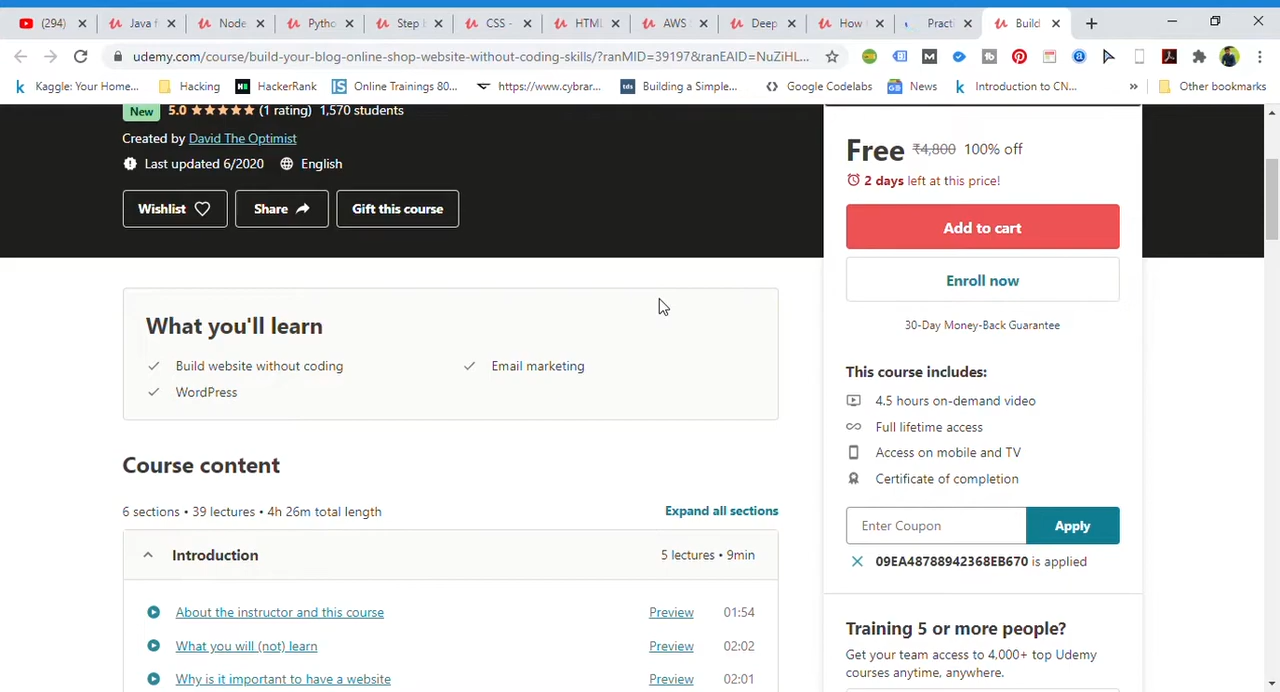 (294)
Java f
Node
Pytho
Step b
CSS -
HTML
AWS
Deep
How
Practi
Build
udemy.com/course/build-your-blog-online-shop-website-without-coding-skills/?ranMID=39197&ranEAID=NuZiHL...
Kaggle: Your Home...
Hacking
HackerRank
Online Trainings 80...
https://www.cybrar...
Building a Simple...
Google Codelabs
News
Introduction to CN...
»
Other bookmarks
New 5.0 (1 rating) 1,570 students
Created by David The Optimist
Last updated 6/2020 English
Wishlist
Share
Gift this course
Free ₹4,800 100% off
2 days left at this price!
Add to cart
Enroll now
30-Day Money-Back Guarantee
What you'll learn
Build website without coding
Email marketing
WordPress
This course includes:
4.5 hours on-demand video
Full lifetime access
Access on mobile and TV
Certificate of completion
Enter Coupon
Apply
09EA48788942368EB670 is applied
Course content
6 sections • 39 lectures • 4h 26m total length
Expand all sections
Introduction
5 lectures • 9min
About the instructor and this course Preview 01:54
What you will (not) learn Preview 02:02
Why is it important to have a website Preview 02:01
Training 5 or more people?
Get your team access to 4,000+ top Udemy
courses anytime, anywhere.